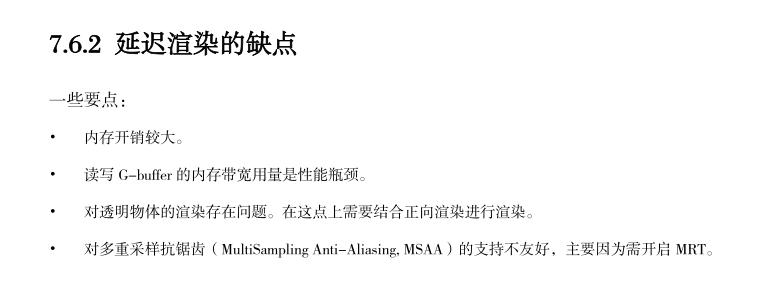 7.6.2 延迟渲染的缺点
一些要点：
• 内存开销较大。
• 读写 G-buffer 的内存带宽用量是性能瓶颈。
• 对透明物体的渲染存在问题。在这点上需要结合正向渲染进行渲染。
• 对多重采样抗锯齿（MultiSampling Anti-Aliasing, MSAA）的支持不友好，主要因为需开启 MRT。